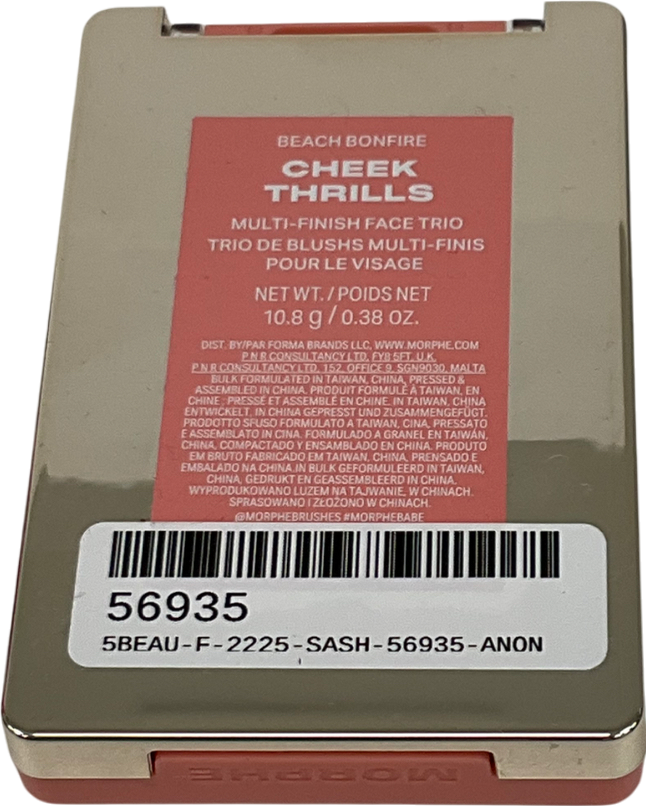 BEACH BONFIRE
CHEEK
THRILLS
MULTI-FINISH FACE TRIO
TRIO DE BLUSHS MULTI-FINIS
POUR LE VISAGE
NET WT. / POIDS NET
10.8 g / 0.38 OZ.
DIST. BY/PAR FORMA BRANDS LLC, WWW.MORPHE.COM
P N R CONSULTANCY LTD, FY8 5FT, U.K.
P N R CONSULTANCY LTD, 152, OFFICE 9, SGN9030, MALTA
BULK FORMULATED IN TAIWAN, CHINA, PRESSED &
ASSEMBLED IN CHINA. PRODUIT FORMULÉ À TAIWAN, EN
CHINE ; PRESSÉ ET ASSEMBLÉ EN CHINE. IN TAIWAN, CHINA
ENTWICKELT, IN CHINA GEPRESST UND ZUSAMMENGEFÜGT.
PRODOTTO SFUSO FORMULATO A TAIWAN, CINA, PRESSATO
E ASSEMBLATO IN CINA. FORMULADO A GRANEL EN TAIWÁN,
CHINA, COMPACTADO Y ENSAMBLADO EN CHINA. PRODUTO
EM BRUTO FABRICADO EM TAIWAN, CHINA, PRENSADO E
EMBALADO NA CHINA. IN BULK GEFORMULEERD IN TAIWAN,
CHINA, GEDRUKT EN GEASSEMBLEERD IN CHINA.
WYPRODUKOWANO LUZEM NA TAJWANIE, W CHINACH.
SPRASOWANO I ZŁOŻONO W CHINACH.
@MORPHEBRUSHES #MORPHEBABE
56935
5BEAU-F-2225-SASH-56935-ANON
MORPHE